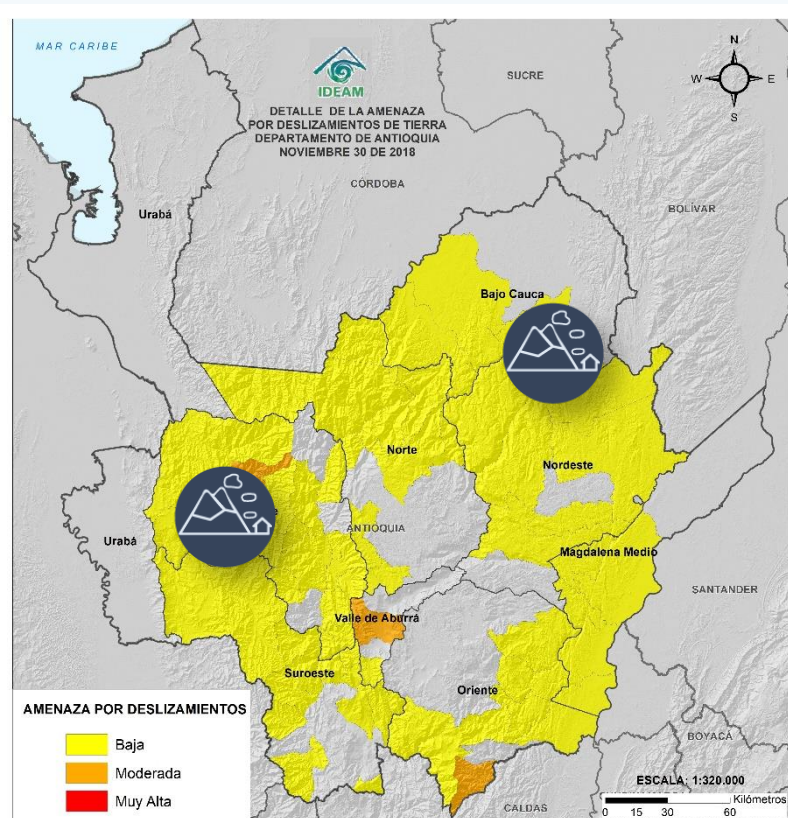 MAR CARIBE
N
W
E
S
SUCRE
IDEAM
DETALLE DE LA AMENAZA
POR DESLIZAMIENTOS DE TIERRA
DEPARTAMENTO DE ANTIOQUIA
NOVIEMBRE 30 DE 2018
CÓRDOBA
Urabá
BOLÍVAR
Bajo Cauca
Norte
Nordeste
ANTIOQUIA
Urabá
Magdalena Medio
SANTANDER
Valle de Aburrá
Suroeste
Oriente
AMENAZA POR DESLIZAMIENTOS
Baja
Moderada
Muy Alta
BOYACÁ
ESCALA: 1:320.000
Kilómetros
0 15 30 60
CALDAS